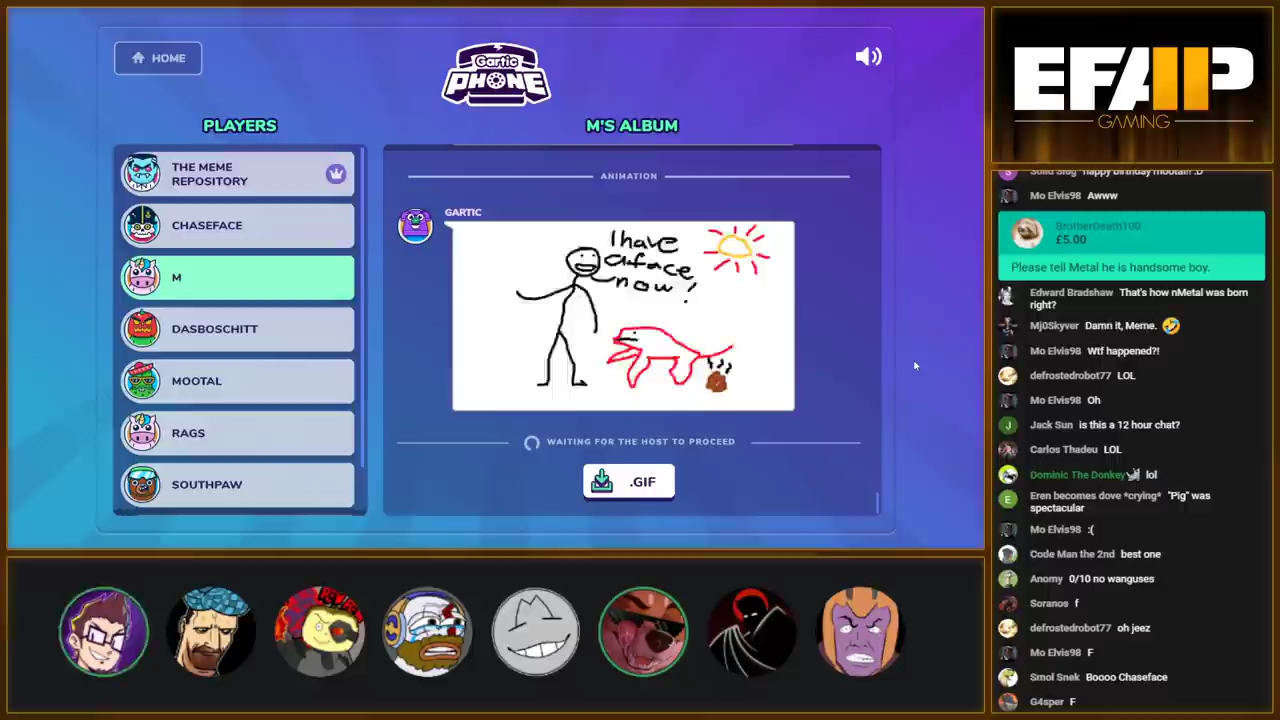 HOME
Gartic
PHONE
PLAYERS
THE MEME
REPOSITORY
CHASEFACE
M
DASBOSCHITT
MOOTAL
RAGS
SOUTHPAW
M'S ALBUM
ANIMATION
GARTIC
I have
a face
now!
WAITING FOR THE HOST TO PROCEED
.GIF
EFAP
GAMING
Solid Slag happy birthday mootal!! :D
Mo Elvis98 Awww
BrotherDeath100
£5.00
Please tell Metal he is handsome boy.
Edward Bradshaw That's how nMetal was born
right?
Mj0Skyver Damn it, Meme. 🤣
Mo Elvis98 Wtf happened?!
defrostedrobot77 LOL
Mo Elvis98 Oh
Jack Sun is this a 12 hour chat?
Carlos Thadeu LOL
Dominic The Donkey lol
Eren becomes dove *crying* "Pig" was
spectacular
Mo Elvis98 :(
Code Man the 2nd best one
Anomy 0/10 no wanguses
Soranos f
defrostedrobot77 oh jeez
Mo Elvis98 F
Smol Snek Boooo Chaseface
G4sper F